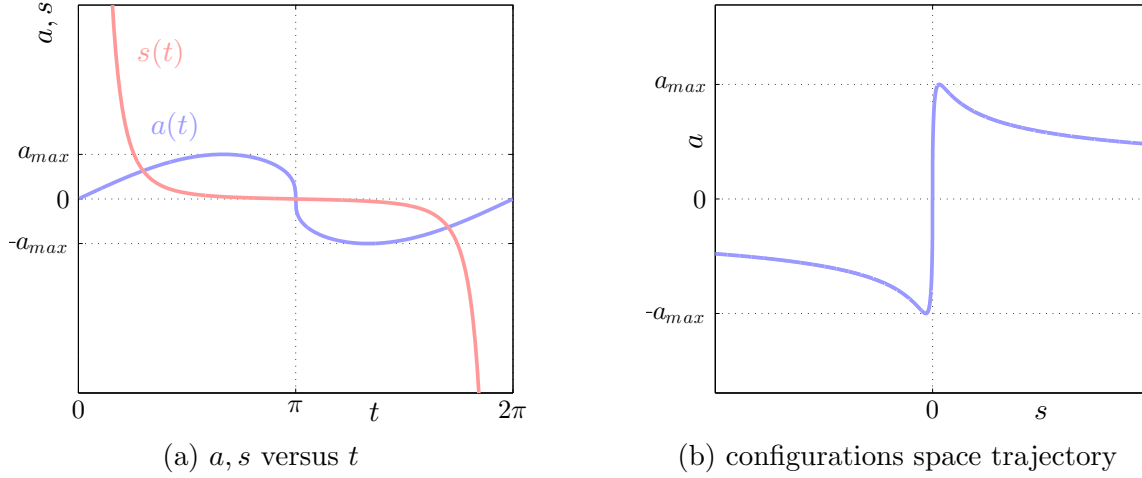 a, s
s(t)
a(t)
a_max
0
-a_max
0
π
t
2π
(a) a, s versus t
a_max
a
0
-a_max
0
s
(b) configurations space trajectory